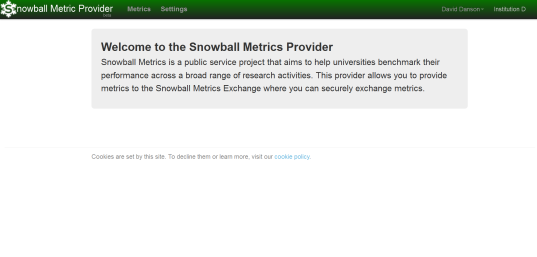 Snowball Metric Provider Metrics Settings David Danson Institution D
beta
Welcome to the Snowball Metrics Provider
Snowball Metrics is a public service project that aims to help universities benchmark their
performance across a broad range of research activities. This provider allows you to provide
metrics to the Snowball Metrics Exchange where you can securely exchange metrics.
Cookies are set by this site. To decline them or learn more, visit our cookie policy.